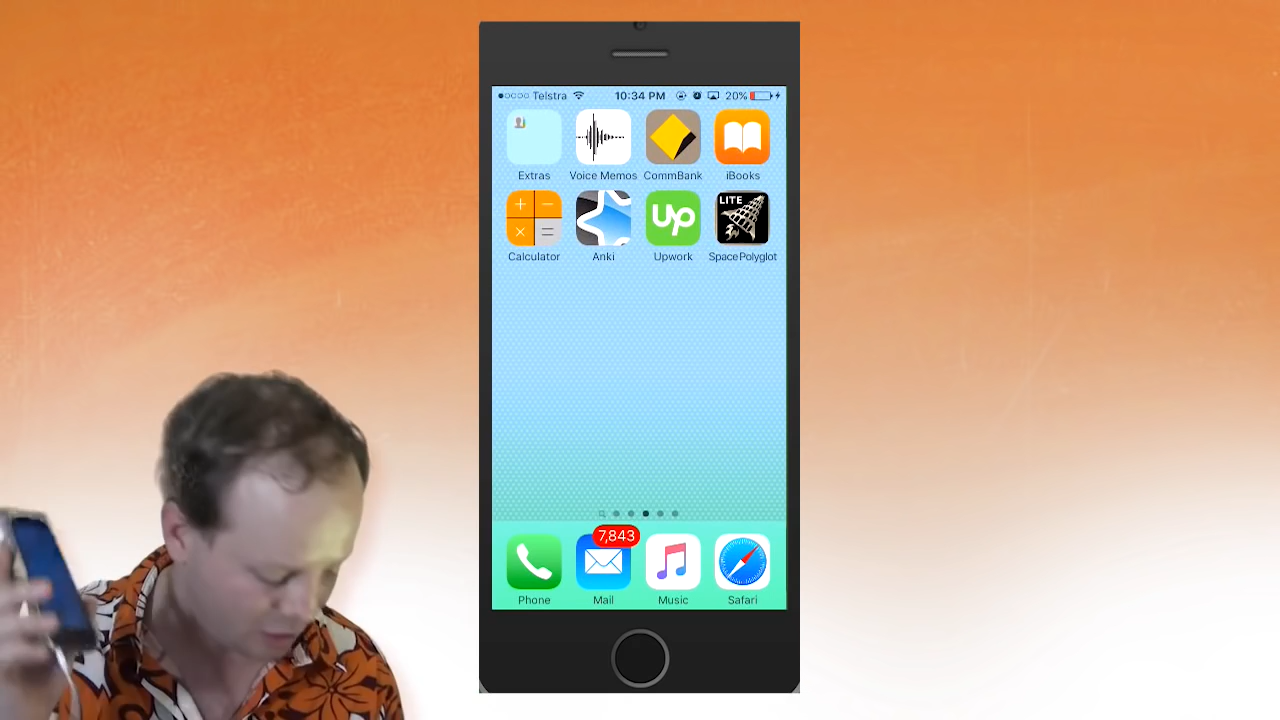 Telstra 10:34 PM 20%
Extras Voice Memos CommBank iBooks
LITE
Calculator Anki Upwork SpacePolyglot
Up
7,843
Phone Mail Music Safari